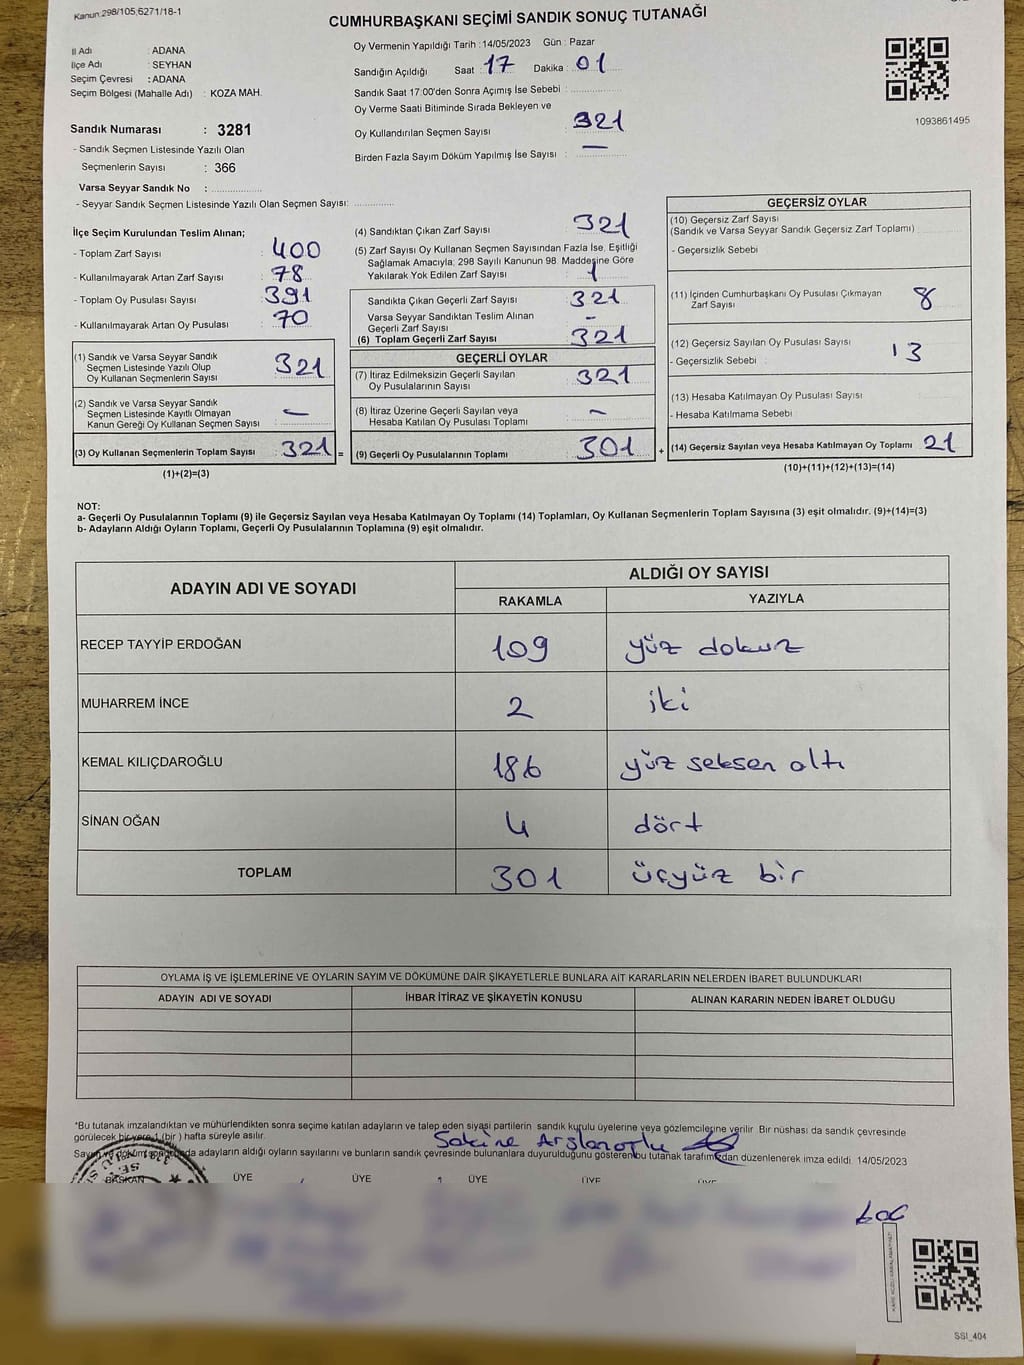 Kanun:298/105,6271/18-1
CUMHURBAŞKANI SEÇİMİ SANDIK SONUÇ TUTANAĞI
İl Adı : ADANA
İlçe Adı : SEYHAN
Seçim Çevresi : ADANA
Seçim Bölgesi (Mahalle Adı) : KOZA MAH.
Sandık Numarası : 3281
- Sandık Seçmen Listesinde Yazılı Olan
Seçmenlerin Sayısı : 366
Varsa Seyyar Sandık No :
- Seyyar Sandık Seçmen Listesinde Yazılı Olan Seçmen Sayısı:
Oy Vermenin Yapıldığı Tarih :14/05/2023 Gün : Pazar
Sandığın Açıldığı Saat 17 Dakika : 01
Sandık Saat 17:00'den Sonra Açımış İse Sebebi :
Oy Verme Saati Bitiminde Sırada Bekleyen ve
Oy Kullandırılan Seçmen Sayısı : 321
Birden Fazla Sayım Döküm Yapılmış İse Sayısı : —
1093861495
İlçe Seçim Kurulundan Teslim Alınan;
- Toplam Zarf Sayısı : 400
- Kullanılmayarak Artan Zarf Sayısı : 78
- Toplam Oy Pusulası Sayısı : 391
- Kullanılmayarak Artan Oy Pusulası : 70
(1) Sandık ve Varsa Seyyar Sandık
Seçmen Listesinde Yazılı Olup
Oy Kullanan Seçmenlerin Sayısı : 321
(2) Sandık ve Varsa Seyyar Sandık
Seçmen Listesinde Kayıtlı Olmayan
Kanun Gereği Oy Kullanan Seçmen Sayısı : —
(3) Oy Kullanan Seçmenlerin Toplam Sayısı : 321 =
(1)+(2)=(3)
(4) Sandıktan Çıkan Zarf Sayısı : 321
(5) Zarf Sayısı Oy Kullanan Seçmen Sayısından Fazla İse, Eşitliği
Sağlamak Amacıyla; 298 Sayılı Kanunun 98. Maddesine Göre
Yakılarak Yok Edilen Zarf Sayısı : 1
Sandıkta Çıkan Geçerli Zarf Sayısı : 321
Varsa Seyyar Sandıktan Teslim Alınan
Geçerli Zarf Sayısı : -
(6) Toplam Geçerli Zarf Sayısı : 321
GEÇERLİ OYLAR
(7) İtiraz Edilmeksizin Geçerli Sayılan
Oy Pusulalarının Sayısı : 321
(8) İtiraz Üzerine Geçerli Sayılan veya
Hesaba Katılan Oy Pusulası Toplamı : —
(9) Geçerli Oy Pusulalarının Toplamı : 301 +
GEÇERSİZ OYLAR
(10) Geçersiz Zarf Sayısı
(Sandık ve Varsa Seyyar Sandık Geçersiz Zarf Toplamı)
- Geçersizlik Sebebi
(11) İçinden Cumhurbaşkanı Oy Pusulası Çıkmayan
Zarf Sayısı : 8
(12) Geçersiz Sayılan Oy Pusulası Sayısı : 13
- Geçersizlik Sebebi :
(13) Hesaba Katılmayan Oy Pusulası Sayısı :
- Hesaba Katılmama Sebebi
(14) Geçersiz Sayılan veya Hesaba Katılmayan Oy Toplamı : 21
(10)+(11)+(12)+(13)=(14)
NOT:
a- Geçerli Oy Pusulalarının Toplamı (9) ile Geçersiz Sayılan veya Hesaba Katılmayan Oy Toplamı (14) Toplamları, Oy Kullanan Seçmenlerin Toplam Sayısına (3) eşit olmalıdır. (9)+(14)=(3)
b- Adayların Aldığı Oyların Toplamı, Geçerli Oy Pusulalarının Toplamına (9) eşit olmalıdır.
ADAYIN ADI VE SOYADI ALDIĞI OY SAYISI
RAKAMLA YAZIYLA
RECEP TAYYİP ERDOĞAN 109 yüz dokuz
MUHARREM İNCE 2 iki
KEMAL KILIÇDAROĞLU 186 yüz seksen altı
SİNAN OĞAN 4 dört
TOPLAM 301 üçyüz bir
OYLAMA İŞ VE İŞLEMLERİNE VE OYLARIN SAYIM VE DÖKÜMÜNE DAİR ŞİKAYETLERLE BUNLARA AİT KARARLARIN NELERDEN İBARET BULUNDUKLARI
ADAYIN ADI VE SOYADI İHBAR İTİRAZ VE ŞİKAYETİN KONUSU ALINAN KARARIN NEDEN İBARET OLDUĞU
*Bu tutanak imzalandıktan ve mühürlendikten sonra seçime katılan adayların ve talep eden siyasi partilerin sandık kurulu üyelerine veya gözlemcilerine verilir. Bir nüshası da sandık çevresinde
görülecek bir yere 1 (bir) hafta süreyle asılır.
Sakine Arslanoğlu
adayların aldığı oyların sayılarını ve bunların sandık çevresinde bulunanlara duyurulduğunu gösteren bu tutanak tarafımızdan düzenlenerek imza edildi. 14/05/2023
BAŞKAN ÜYE ÜYE ÜYE ÜYE ÜYE
SSI_404